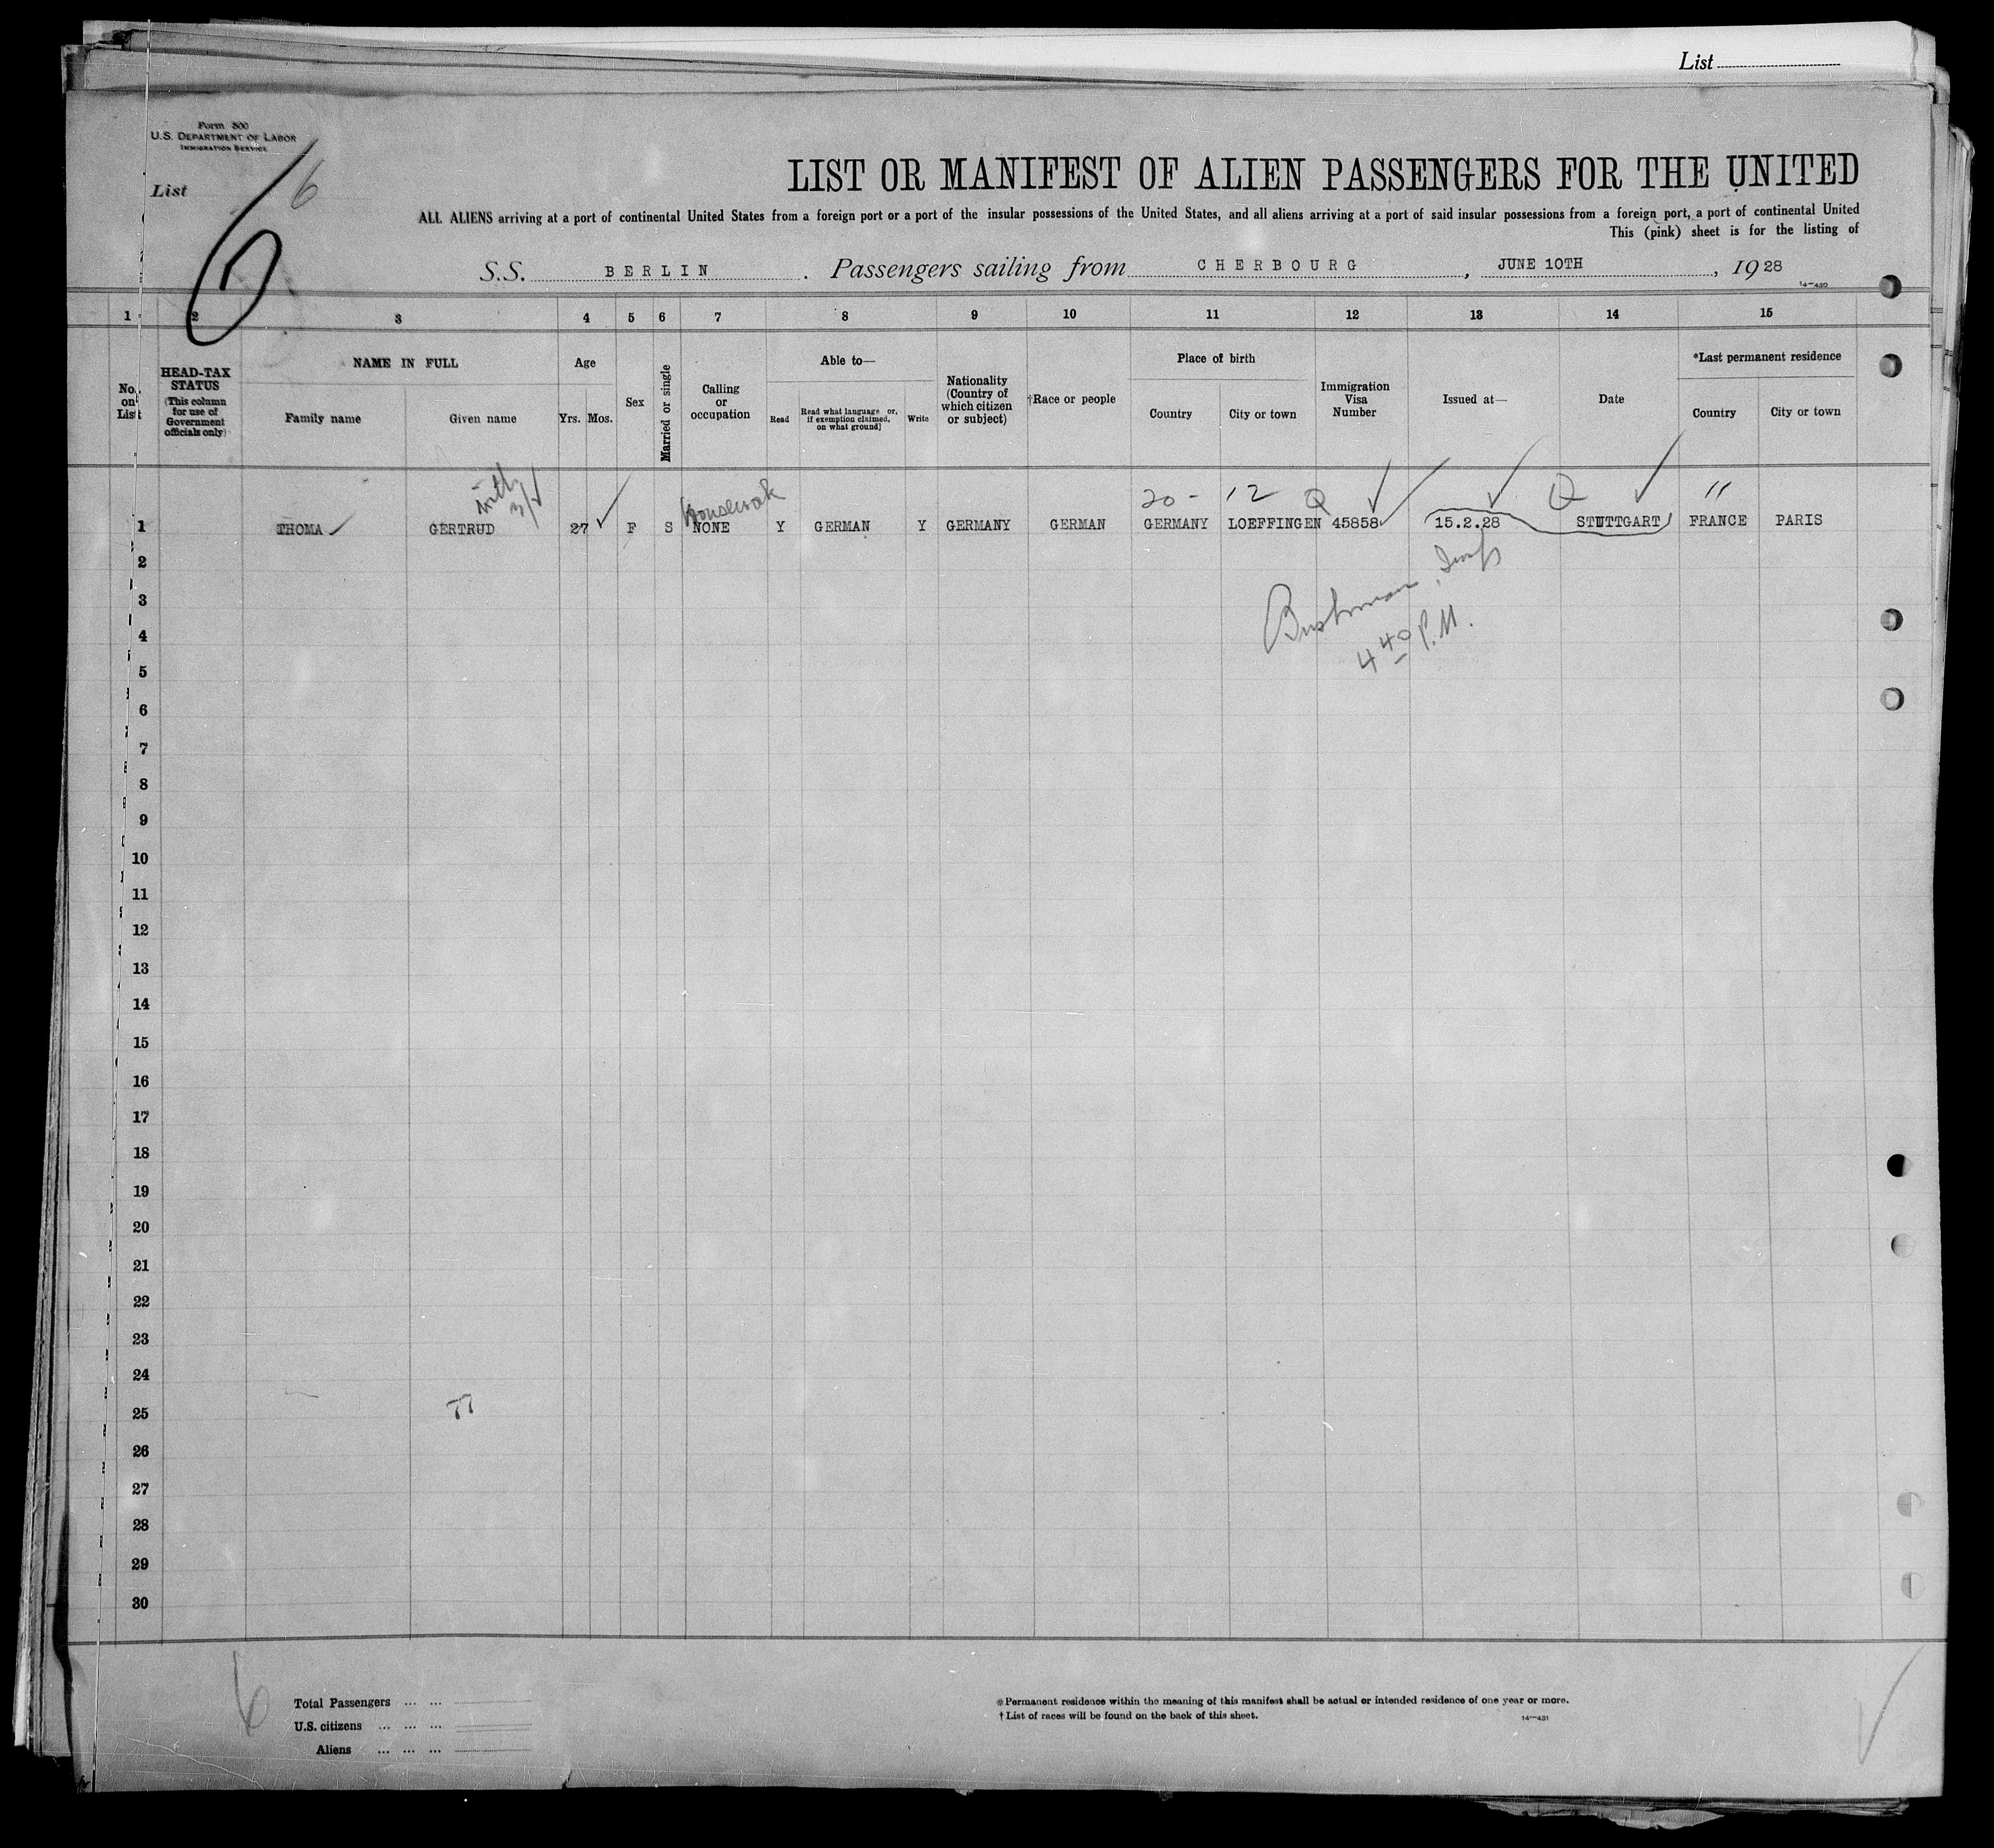 List
Form 500
U.S. DEPARTMENT OF LABOR
IMMIGRATION SERVICE
List 6
LIST OR MANIFEST OF ALIEN PASSENGERS FOR THE UNITED
ALL ALIENS arriving at a port of continental United States from a foreign port or a port of the insular possessions of the United States, and all aliens arriving at a port of said insular possessions from a foreign port, a port of continental United
This (pink) sheet is for the listing of
S.S. BERLIN. Passengers sailing from CHERBOURG, JUNE 10TH, 1928
14-430
1 2 3 4 5 6 7 8 9 10 11 12 13 14 15
No. on List
HEAD-TAX STATUS
(This column for use of Government officials only)
NAME IN FULL
Family name Given name
Age
Yrs. Mos.
Sex
Married or single
Calling or occupation
Able to—
Read Read what language [or, if exemption claimed, on what ground] Write
Nationality (Country of which citizen or subject)
†Race or people
Place of birth
Country City or town
Immigration Visa Number
Issued at—
Date
*Last permanent residence
Country City or town
20 - 12 Q Q "
1 THOMA GERTRUD 27 F S NONE Y GERMAN Y GERMANY GERMAN GERMANY LOEFFINGEN 45858 15.2.28 STUTTGART FRANCE PARIS
2
3
4
4 40 P.M.
5
6
7
8
9
10
11
12
13
14
15
16
17
18
19
20
21
22
23
24
25 77
26
27
28
29
30
6
Total Passengers
U.S. citizens
Aliens
*Permanent residence within the meaning of this manifest shall be actual or intended residence of one year or more.
†List of races will be found on the back of this sheet.
14-431